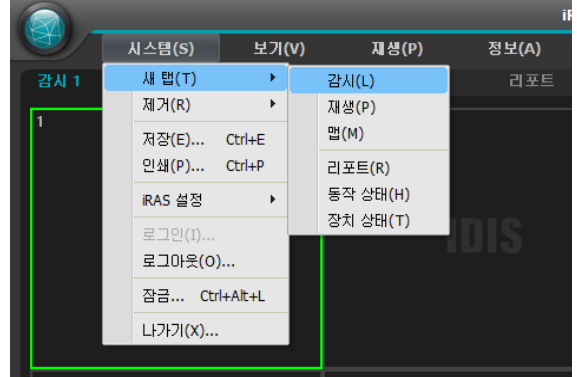 iR
시스템(S) 보기(V) 재생(P) 정보(A)
감시 1 리포트
1
새 탭(T)
제거(R)
저장(E)... Ctrl+E
인쇄(P)... Ctrl+P
iRAS 설정
로그인(I)...
로그아웃(O)...
잠금... Ctrl+Alt+L
나가기(X)...
감시(L)
재생(P)
맵(M)
리포트(R)
동작 상태(H)
장치 상태(T)
IDIS